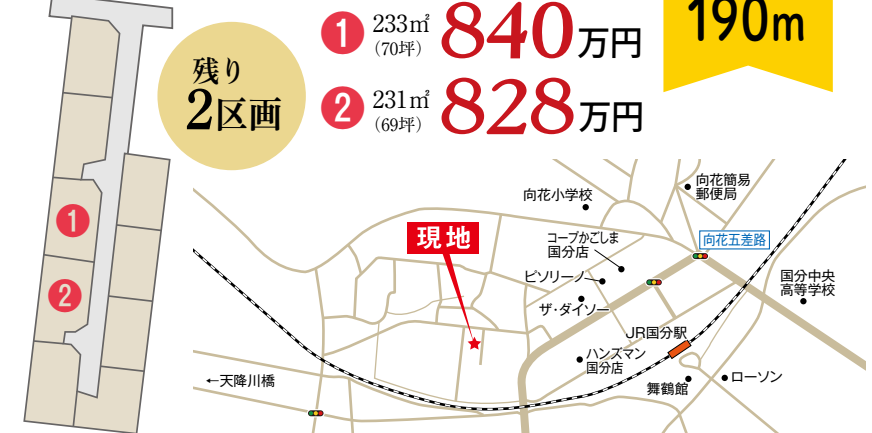 190m
① 233㎡
(70坪)
840万円
残り
2区画
② 231㎡
(69坪)
828万円
①
②
向花簡易
郵便局
向花小学校
現地
コープかごしま
国分店
向花五差路
ピソリーノ
国分中央
高等学校
ザ・ダイソー
JR国分駅
ハンズマン
国分店
←天降川橋
舞鶴館
ローソン